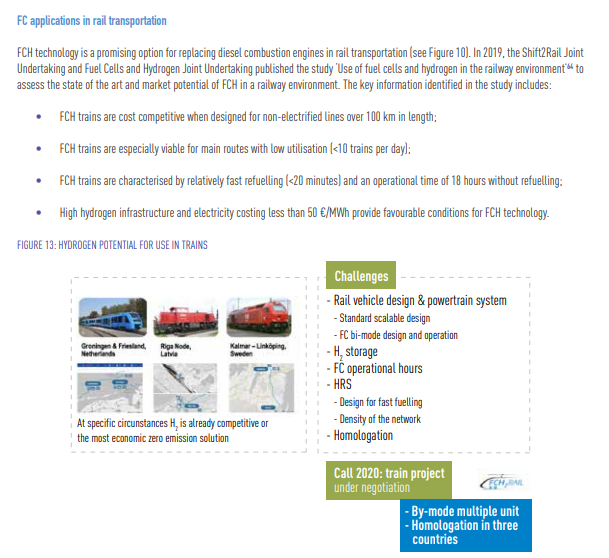 FC applications in rail transportation
FCH technology is a promising option for replacing diesel combustion engines in rail transportation (see Figure 10). In 2019, the Shift2Rail Joint
Undertaking and Fuel Cells and Hydrogen Joint Undertaking published the study 'Use of fuel cells and hydrogen in the railway environment'⁶⁴ to
assess the state of the art and market potential of FCH in a railway environment. The key information identified in the study includes:
• FCH trains are cost competitive when designed for non-electrified lines over 100 km in length;
• FCH trains are especially viable for main routes with low utilisation (<10 trains per day);
• FCH trains are characterised by relatively fast refuelling (<20 minutes) and an operational time of 18 hours without refuelling;
• High hydrogen infrastructure and electricity costing less than 50 €/MWh provide favourable conditions for FCH technology.
FIGURE 13: HYDROGEN POTENTIAL FOR USE IN TRAINS
Groningen & Friesland,
Netherlands
Riga Node,
Latvia
Kalmar – Linköping,
Sweden
At specific circumstances H₂ is already competitive or
the most economic zero emission solution
Challenges
- Rail vehicle design & powertrain system
- Standard scalable design
- FC bi-mode design and operation
- H₂ storage
- FC operational hours
- HRS
- Design for fast fuelling
- Density of the network
- Homologation
Call 2020: train project
under negotiation
FCH₂RAIL
- By-mode multiple unit
- Homologation in three
countries